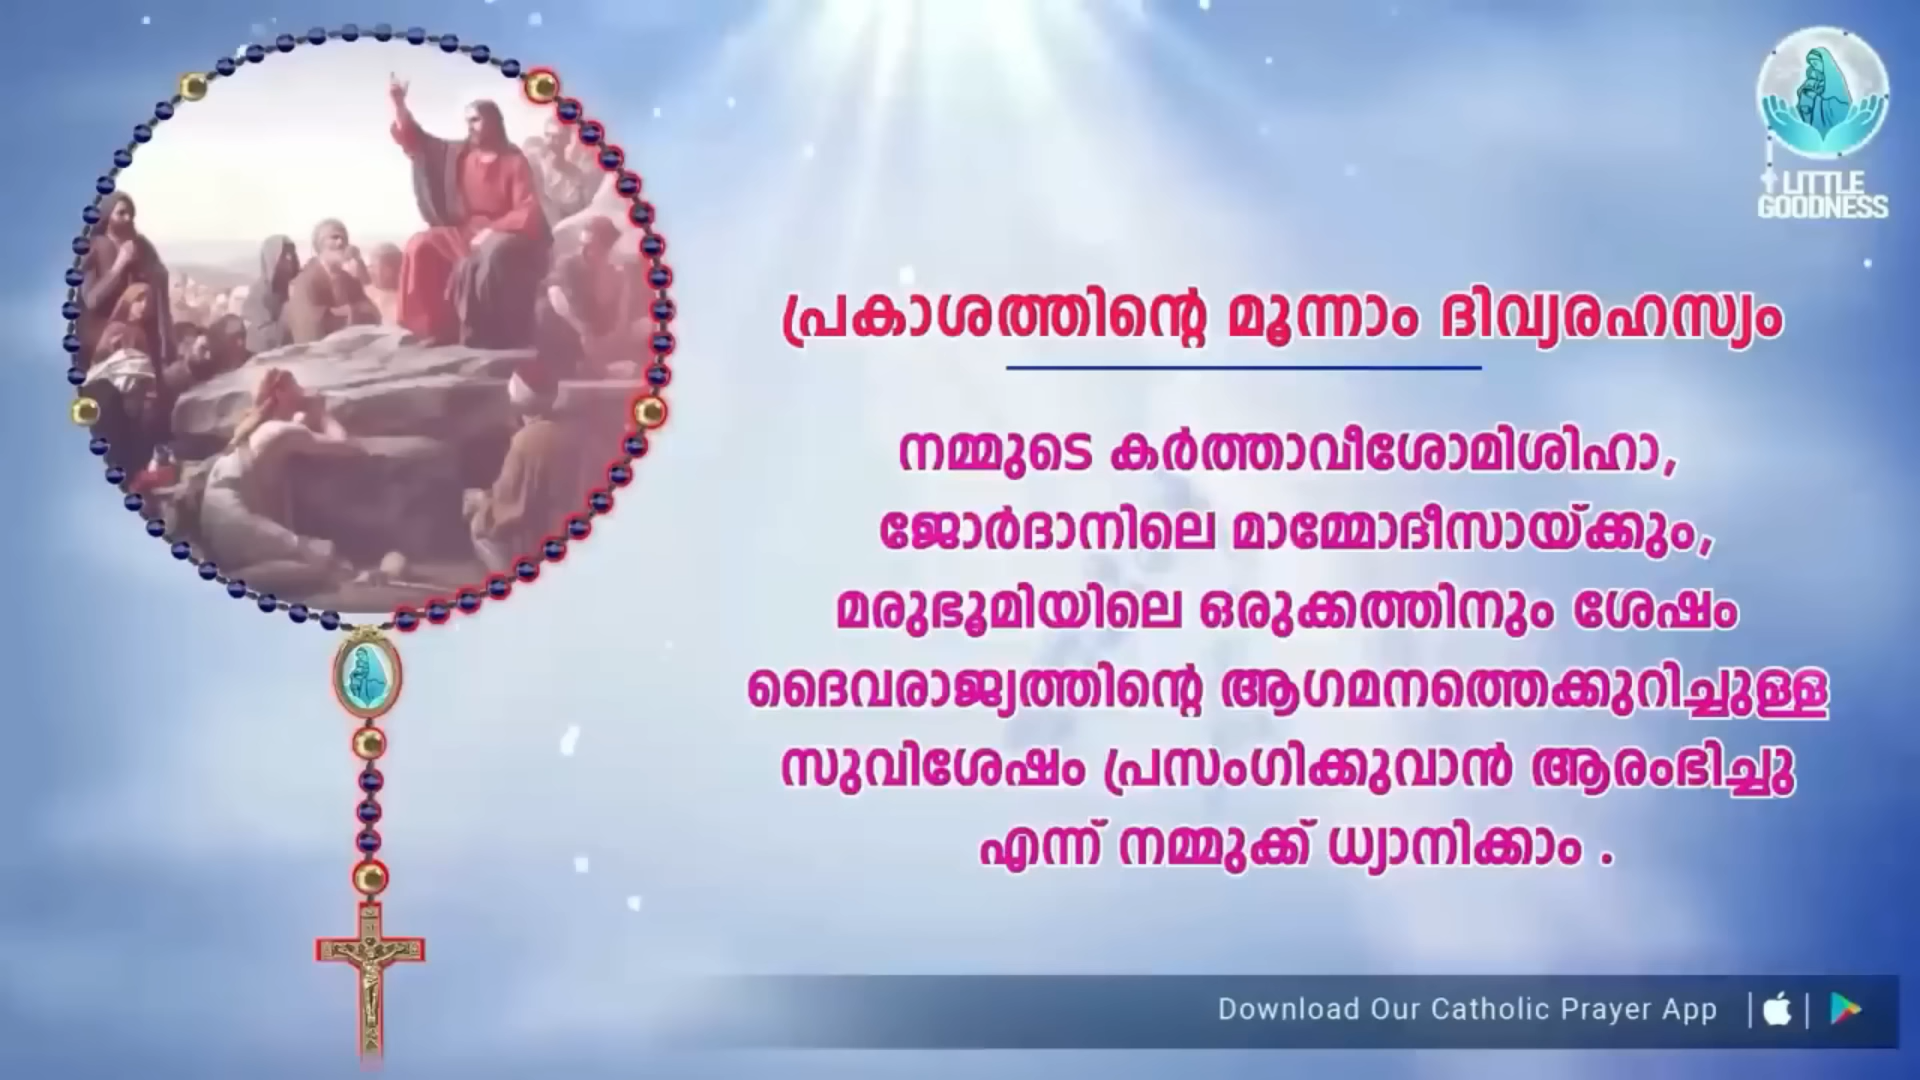 LITTLE
GOODNESS
പ്രകാശത്തിന്റെ മൂന്നാം ദിവ്യരഹസ്യം
നമ്മുടെ കർത്താവീശോമിശിഹാ,
ജോർദാനിലെ മാമ്മോദീസായ്ക്കും,
മരുഭൂമിയിലെ ഒരുക്കത്തിനും ശേഷം
ദൈവരാജ്യത്തിന്റെ ആഗമനത്തെക്കുറിച്ചുള്ള
സുവിശേഷം പ്രസംഗിക്കുവാൻ ആരംഭിച്ചു
എന്ന് നമ്മുക്ക് ധ്യാനിക്കാം .
Download Our Catholic Prayer App